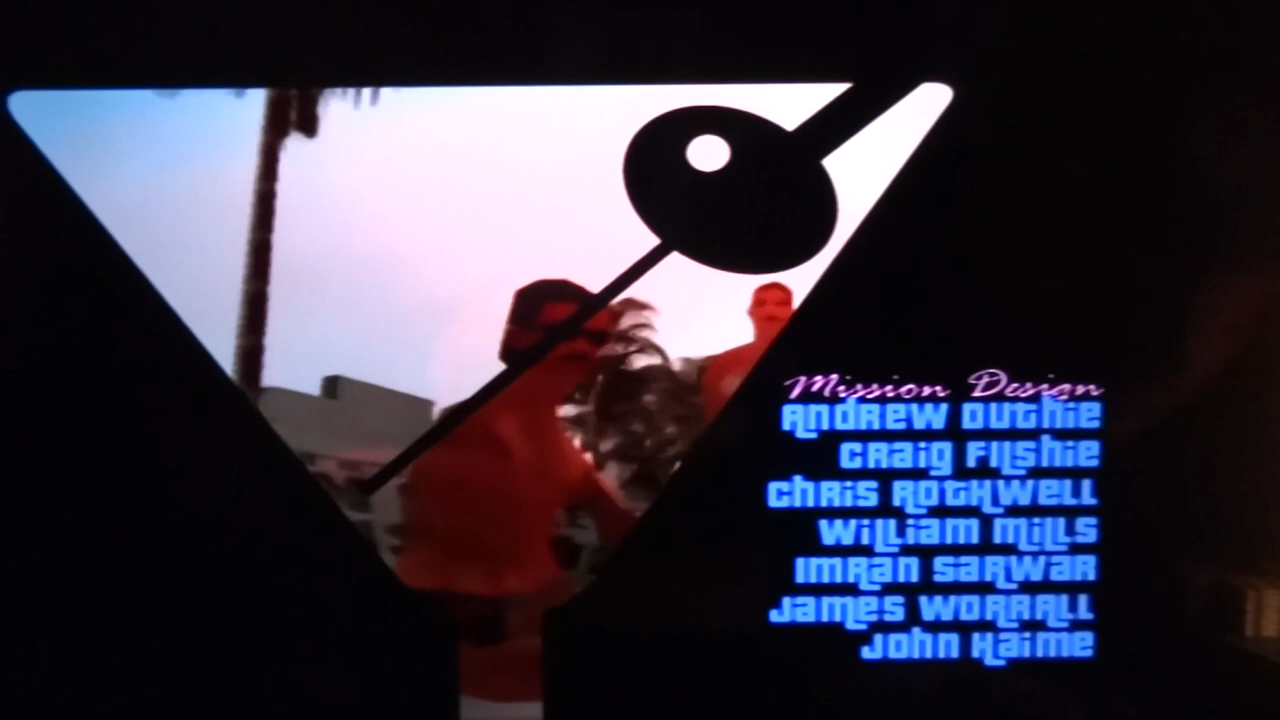 Mission Design
Andrew Duthie
Craig Filshie
Chris Rothwell
William Mills
Imran Sarwar
James Worrall
John Haime